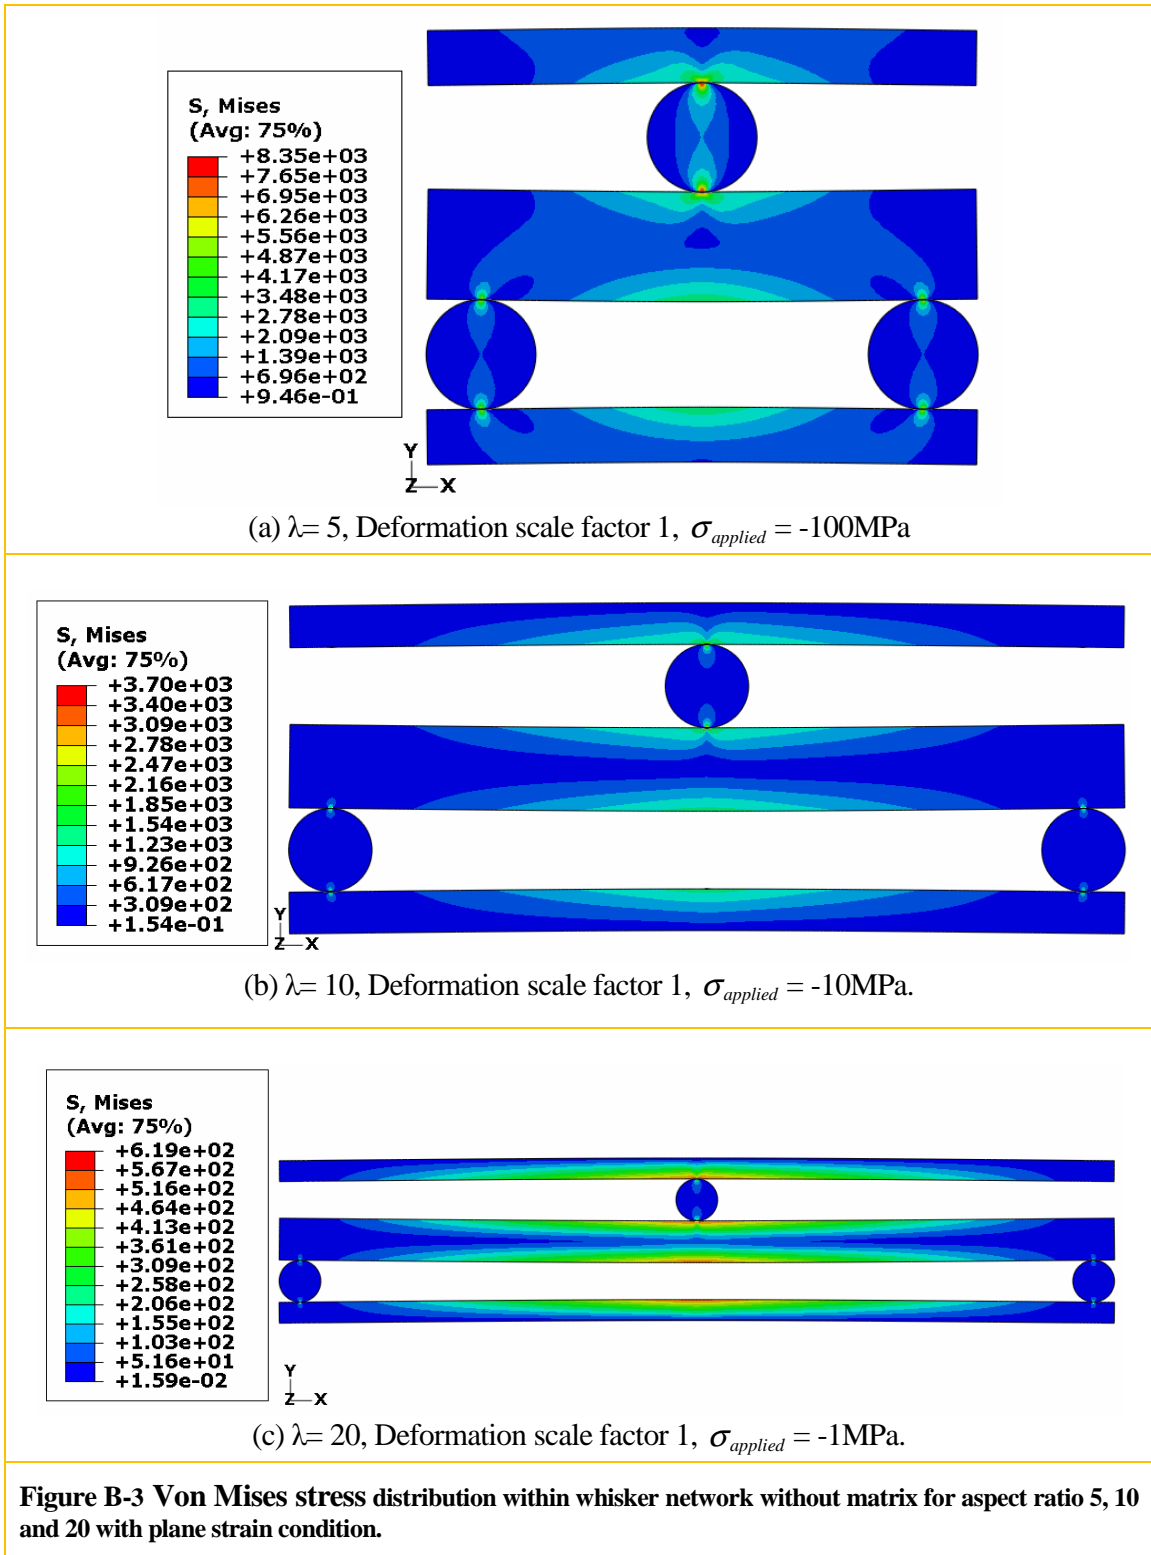 S, Mises
(Avg: 75%)
+8.35e+03
+7.65e+03
+6.95e+03
+6.26e+03
+5.56e+03
+4.87e+03
+4.17e+03
+3.48e+03
+2.78e+03
+2.09e+03
+1.39e+03
+6.96e+02
+9.46e-01
Y
Z X
(a) λ= 5, Deformation scale factor 1, σapplied = -100MPa
S, Mises
(Avg: 75%)
+3.70e+03
+3.40e+03
+3.09e+03
+2.78e+03
+2.47e+03
+2.16e+03
+1.85e+03
+1.54e+03
+1.23e+03
+9.26e+02
+6.17e+02
+3.09e+02
+1.54e-01
Y
Z X
(b) λ= 10, Deformation scale factor 1, σapplied = -10MPa.
S, Mises
(Avg: 75%)
+6.19e+02
+5.67e+02
+5.16e+02
+4.64e+02
+4.13e+02
+3.61e+02
+3.09e+02
+2.58e+02
+2.06e+02
+1.55e+02
+1.03e+02
+5.16e+01
+1.59e-02
Y
Z X
(c) λ= 20, Deformation scale factor 1, σapplied = -1MPa.
Figure B-3 Von Mises stress distribution within whisker network without matrix for aspect ratio 5, 10
and 20 with plane strain condition.